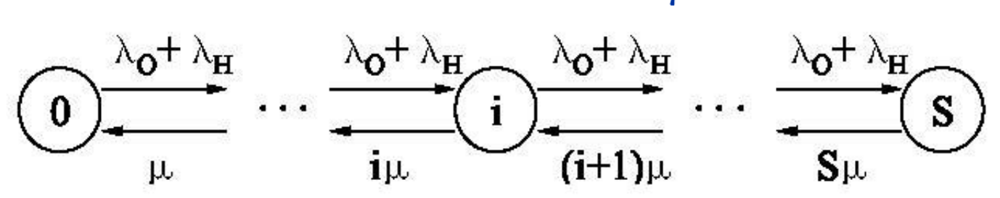 λO+ λH λO+ λH λO+ λH λO+ λH
0 ... i ... S
μ iμ (i+1)μ Sμ